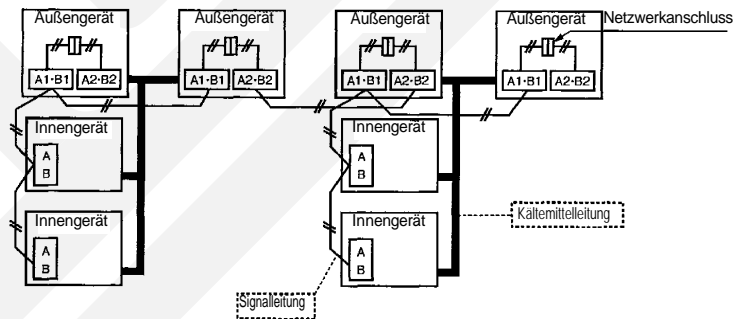 Außengerät Außengerät Außengerät Außengerät Netzwerkanschluss
A1·B1 A2·B2 A1·B1 A2·B2 A1·B1 A2·B2 A1·B1 A2·B2
Innengerät Innengerät
A A
B B
Innengerät Innengerät
Kältemittelleitung
A A
B B
Signalleitung